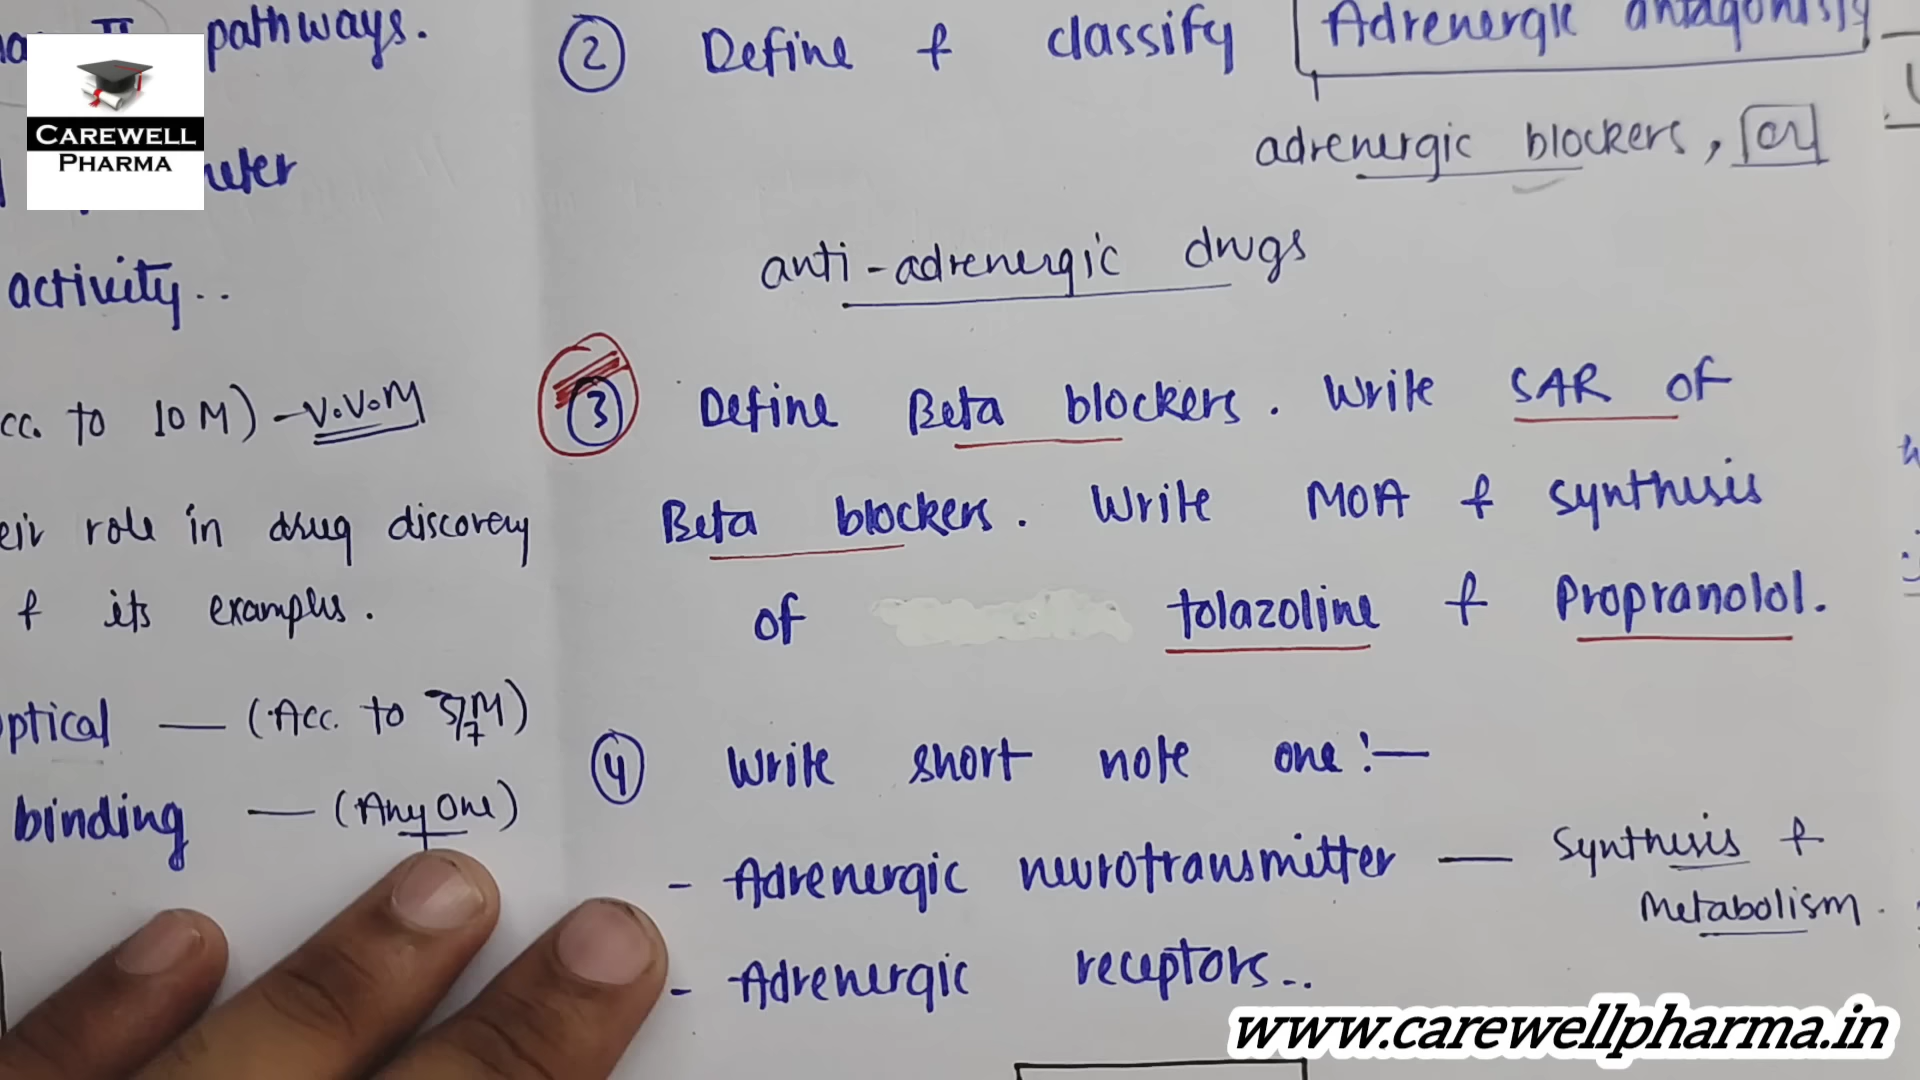 pathways.
CAREWELL
PHARMA
activity..
to 10 M) - V.V.M
role in drug discovery
f its examples.
ptical — (Acc. to 5/7M)
binding — (Any One)
② Define & classify Adrenergic antagonists
adrenergic blockers, or
anti-adrenergic drugs
③ Define Beta blockers. Write SAR of
Beta blockers. Write MOA & synthesis
of tolazoline & Propranolol.
④ Write short note one:—
- Adrenergic neurotransmitter — Synthesis &
Metabolism.
- Adrenergic receptors..
www.carewellpharma.in